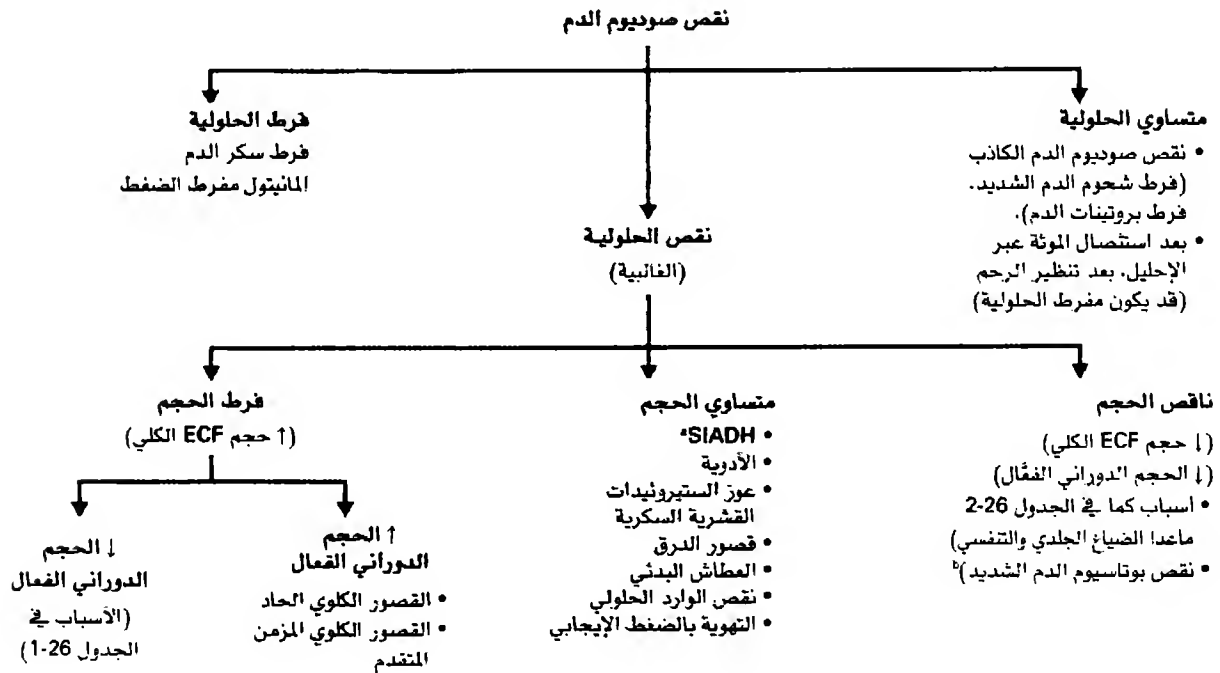 نقص صوديوم الدم
متساوي الحلولية
• نقص صوديوم الدم الكاذب
(فرط شحوم الدم الشديد.
فرط بروتينات الدم).
• بعد استئصال الموثة عبر
الإحليل. بعد تنظير الرحم
(قد يكون مفرط الحلولية)
نقص الحلولية
(الغالبية)
فرط الحلولية
فرط سكر الدم
المانيتول مفرط الضغط
ناقص الحجم
(↓ حجم ECF الكلي)
(↓ الحجم الدوراني الفعَّال)
• أسباب كما في الجدول 26-2
ماعدا الضياع الجلدي والتنفسي)
• نقص بوتاسيوم الدم الشديد)b
متساوي الحجم
• SIADHa
• الأدوية
• عوز الستيروئيدات
القشرية السكرية
• قصور الدرق
• العطاش البدئي
• نقص الوارد الحلولي
• التهوية بالضغط الإيجابي
فرط الحجم
(↑ حجم ECF الكلي)
↑ الحجم
الدوراني الفعال
• القصور الكلوي الحاد
• القصور الكلوي المزمن
المتقدم
↓ الحجم
الدوراني الفعال
(الأسباب في
الجدول 26-1)